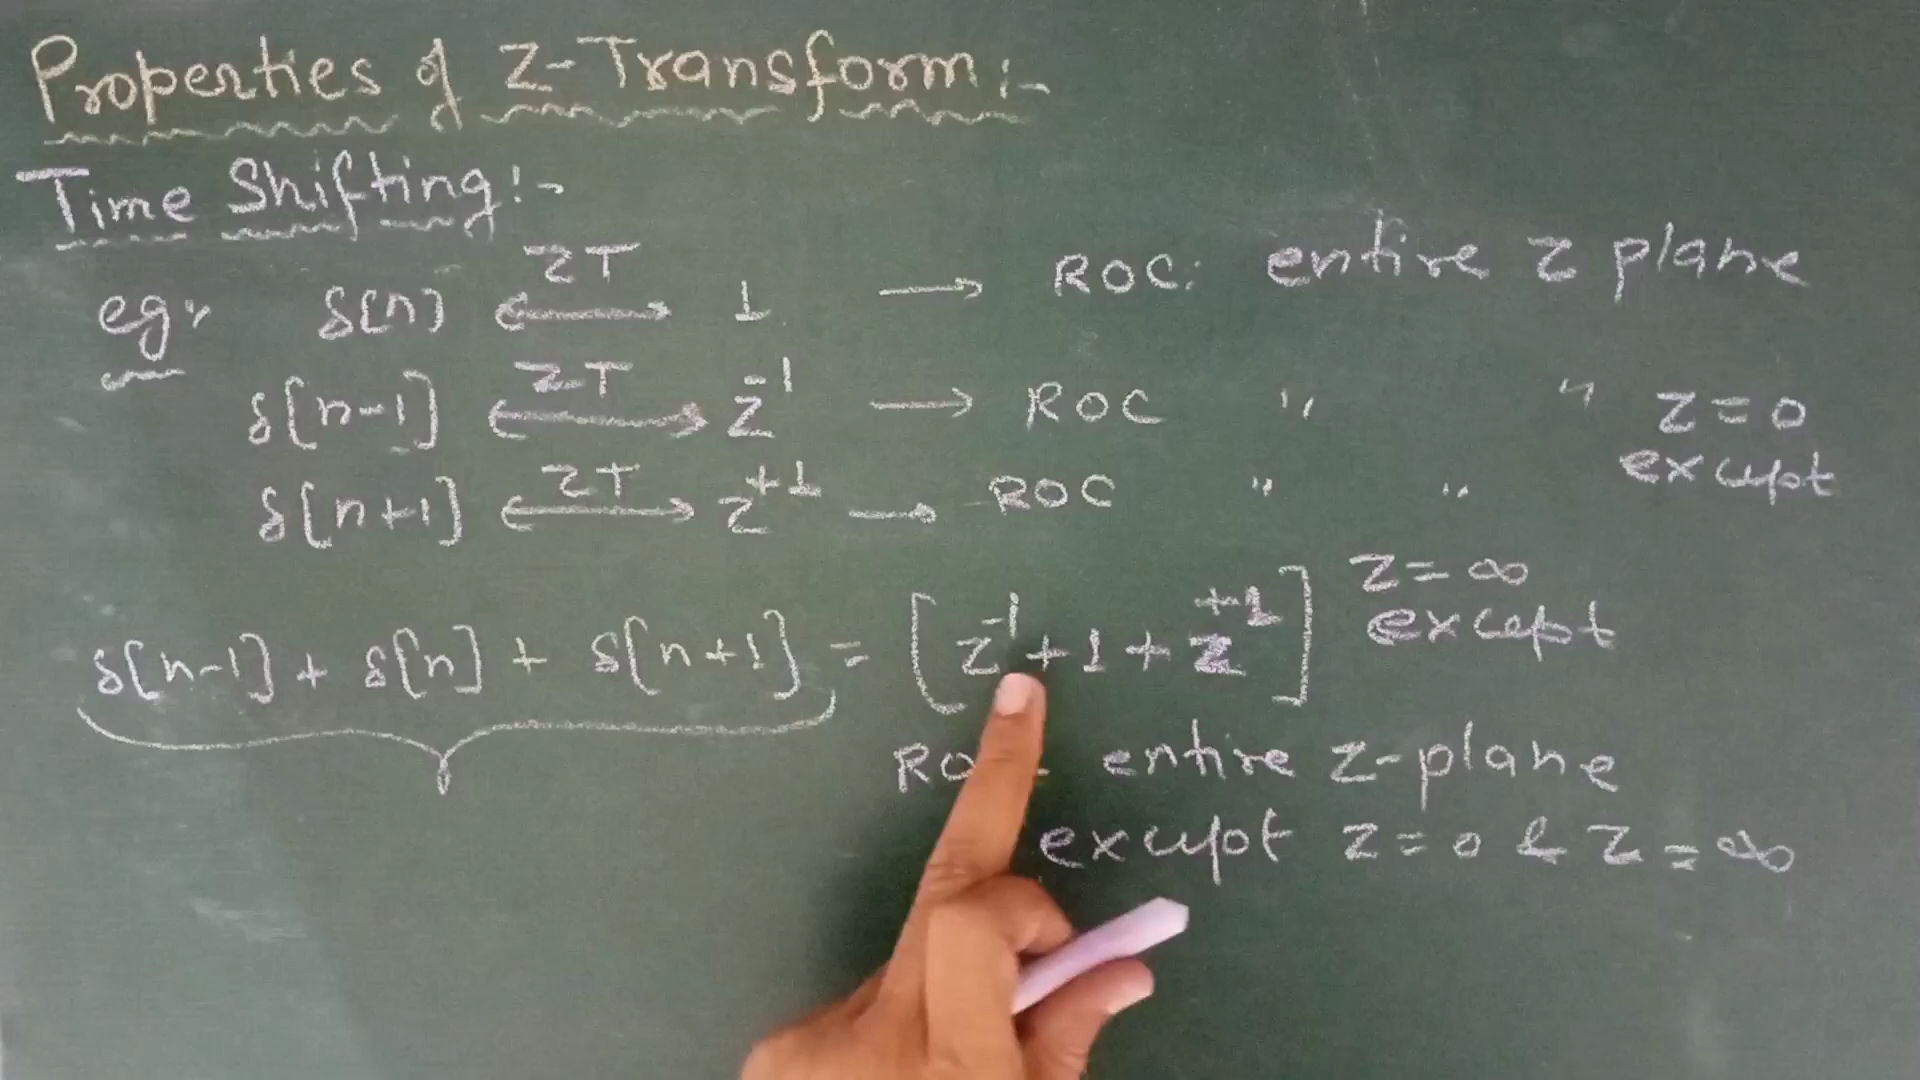 Properties of Z-Transform:-
Time Shifting:-
eg:, δ[n] ZT ⟷ 1 → ROC: entire z plane
δ[n-1] ZT ⟷ z⁻¹ → ROC " " z=0 except
δ[n+1] ZT ⟷ z⁺¹ → ROC " " z=∞ except
δ[n-1] + δ[n] + δ[n+1] = [z⁻¹+1+z⁺¹]
entire z-plane
except z=0 & z=∞